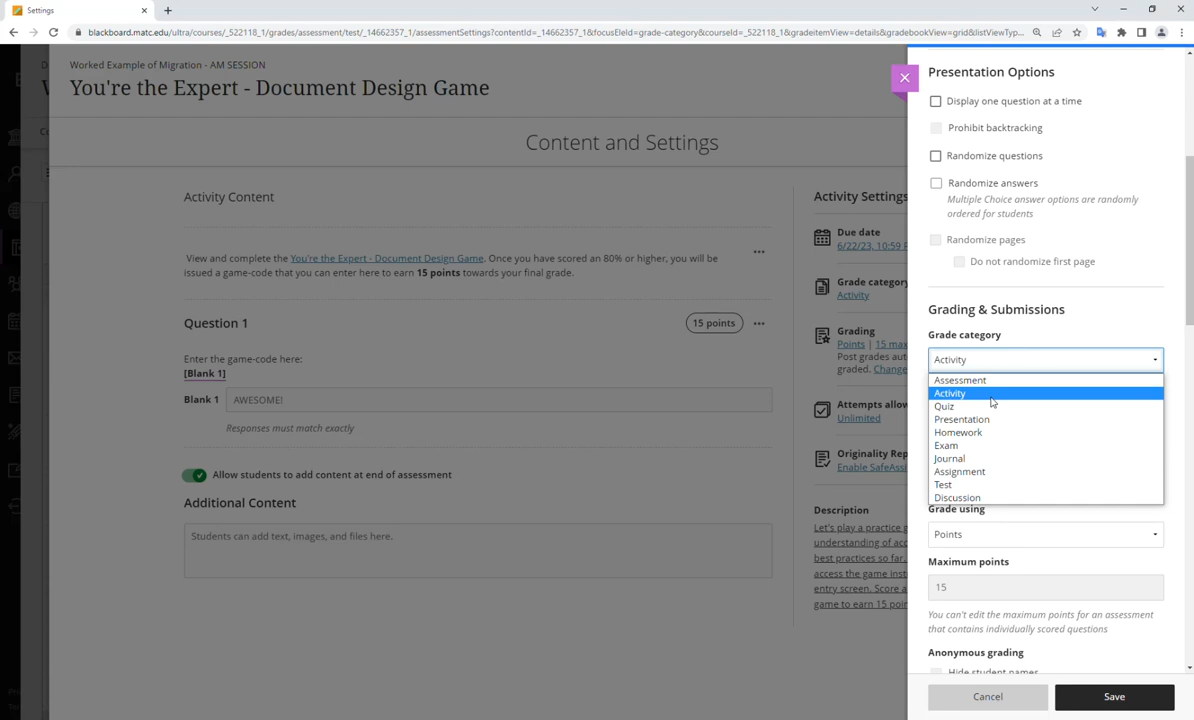 Settings
blackboard.matc.edu/ultra/courses/_522118_1/grades/assessment/test/_14662357_1/assessmentSettings?contentId=_14662357_1&focusEleId=grade-category&courseId=_522118_1&gradeitemView=details&gradebookView=grid&listViewTyp...
Worked Example of Migration - AM SESSION
You're the Expert - Document Design Game
Content and Settings
Activity Content
View and complete the You're the Expert - Document Design Game. Once you have scored an 80% or higher, you will be
issued a game-code that you can enter here to earn 15 points towards your final grade.
Question 1
15 points
Enter the game-code here:
[Blank 1]
Blank 1
AWESOME!
Responses must match exactly
Allow students to add content at end of assessment
Additional Content
Students can add text, images, and files here.
Activity Settings
Due date
6/22/23, 10:59 P
Grade category
Activity
Grading
Points | 15 max
Post grades aut
graded. Change
Attempts allow
Unlimited
Originality Rep
Enable SafeAssi
Description
Let's play a practice g
understanding of acc
best practices so far.
access the game inst
entry screen. Score a
game to earn 15 poin
Presentation Options
Display one question at a time
Prohibit backtracking
Randomize questions
Randomize answers
Multiple Choice answer options are randomly
ordered for students
Randomize pages
Do not randomize first page
Grading & Submissions
Grade category
Activity
Assessment
Activity
Quiz
Presentation
Homework
Exam
Journal
Assignment
Test
Discussion
Grade using
Points
Maximum points
15
You can't edit the maximum points for an assessment
that contains individually scored questions
Anonymous grading
Hide student names
Cancel
Save